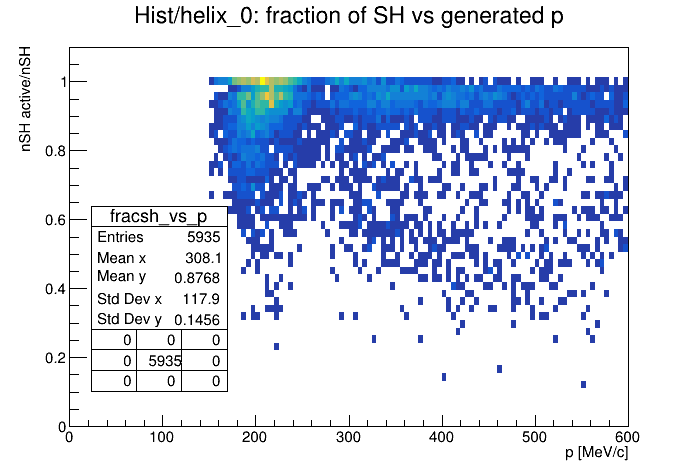 Hist/helix_0: fraction of SH vs generated p
nSH active/nSH
1
0.8
0.6
0.4
0.2
0
fracsh_vs_p
Entries 5935
Mean x 308.1
Mean y 0.8768
Std Dev x 117.9
Std Dev y 0.1456
0 0 0
0 5935 0
0 0 0
0 100 200 300 400 500 600
p [MeV/c]